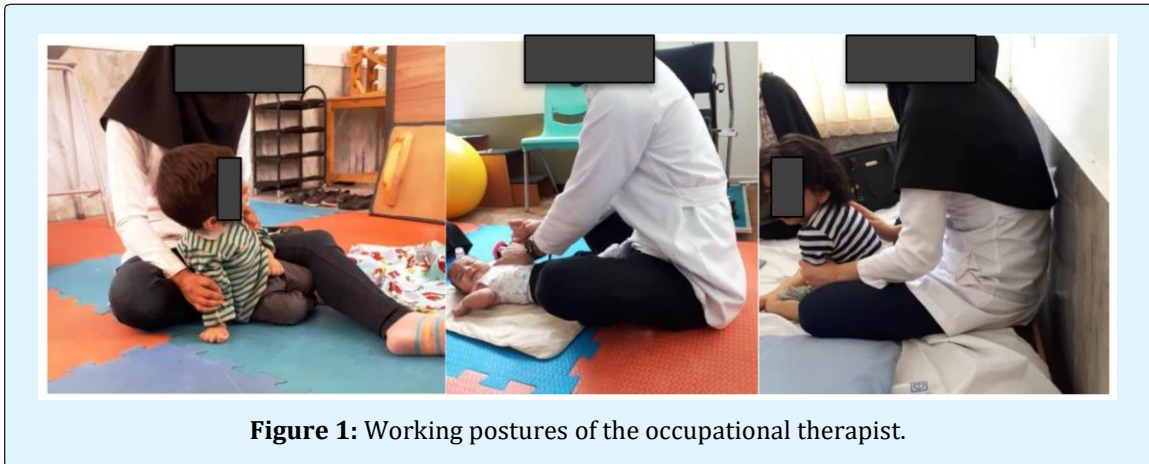 Figure 1: Working postures of the occupational therapist.